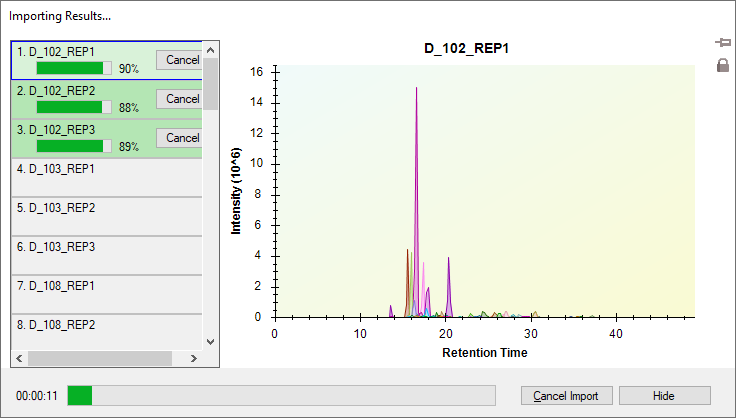 Importing Results...
1. D_102_REP1
90%
Cancel
2. D_102_REP2
88%
Cancel
3. D_102_REP3
89%
Cancel
4. D_103_REP1
5. D_103_REP2
6. D_103_REP3
7. D_108_REP1
8. D_108_REP2
D_102_REP1
Intensity (10^6)
16
14
12
10
8
6
4
2
0
0 10 20 30 40
Retention Time
00:00:11
Cancel Import
Hide